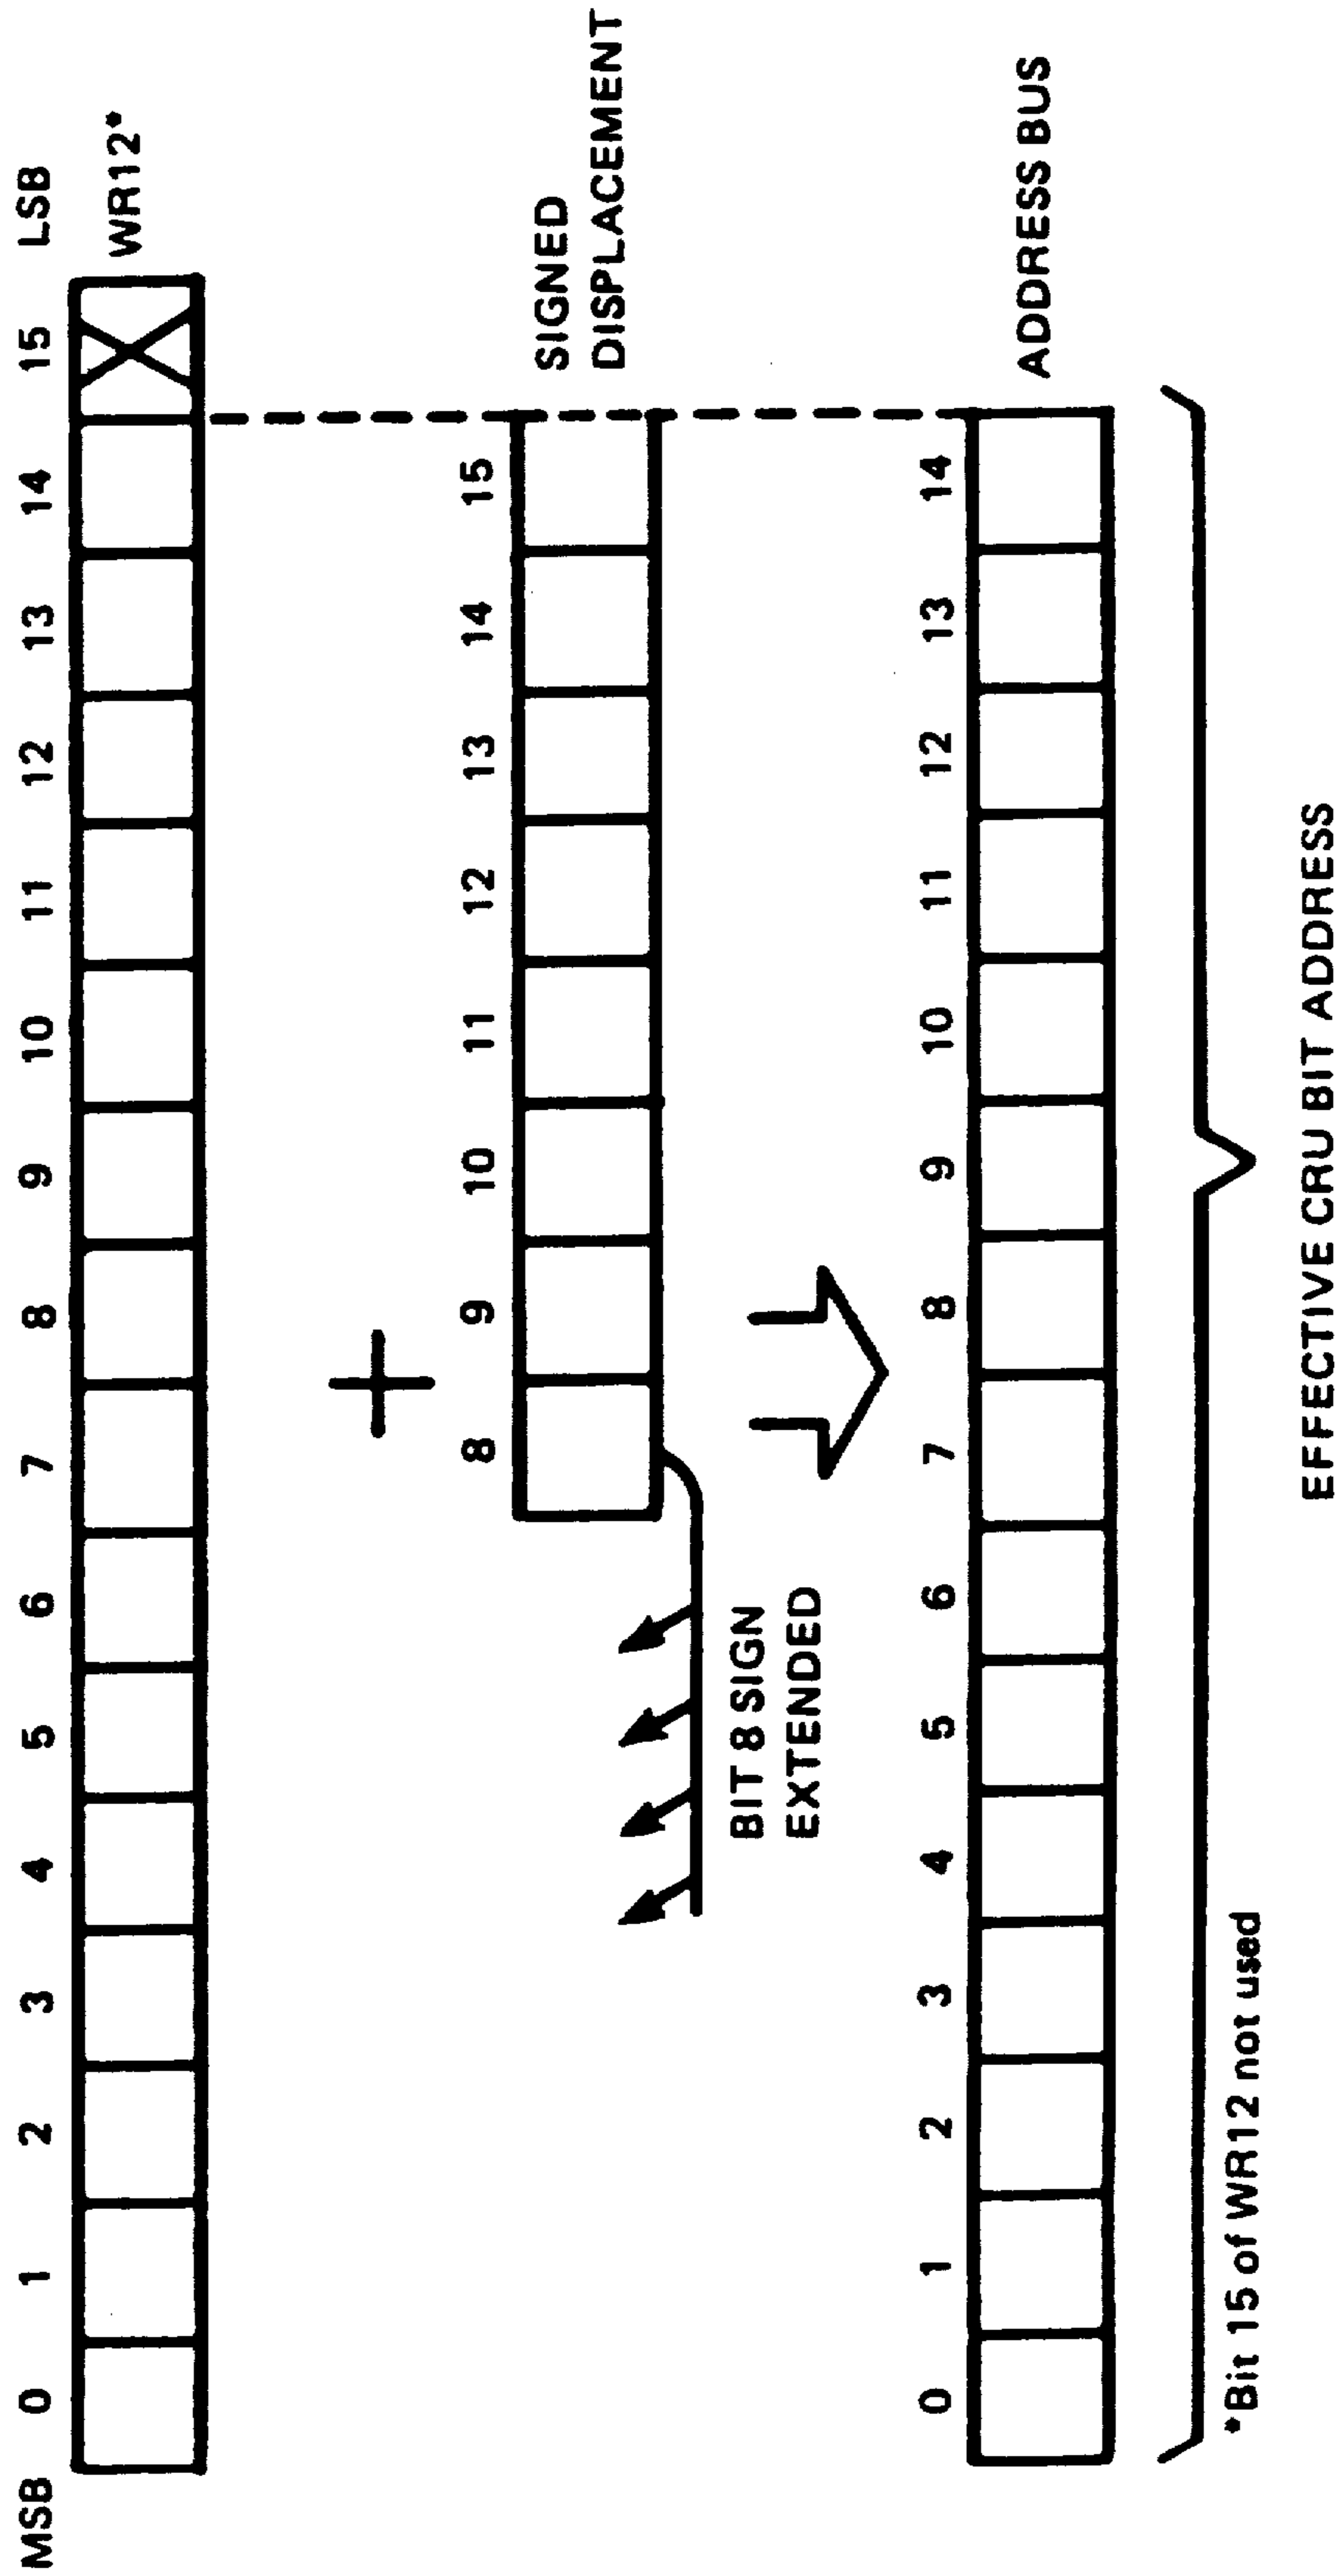 MSB 0 1 2 3 4 5 6 7 8 9 10 11 12 13 14 15 LSB
WR12*
8 9 10 11 12 13 14 15
SIGNED
DISPLACEMENT
BIT 8 SIGN
EXTENDED
0 1 2 3 4 5 6 7 8 9 10 11 12 13 14
ADDRESS BUS
EFFECTIVE CRU BIT ADDRESS
*Bit 15 of WR12 not used